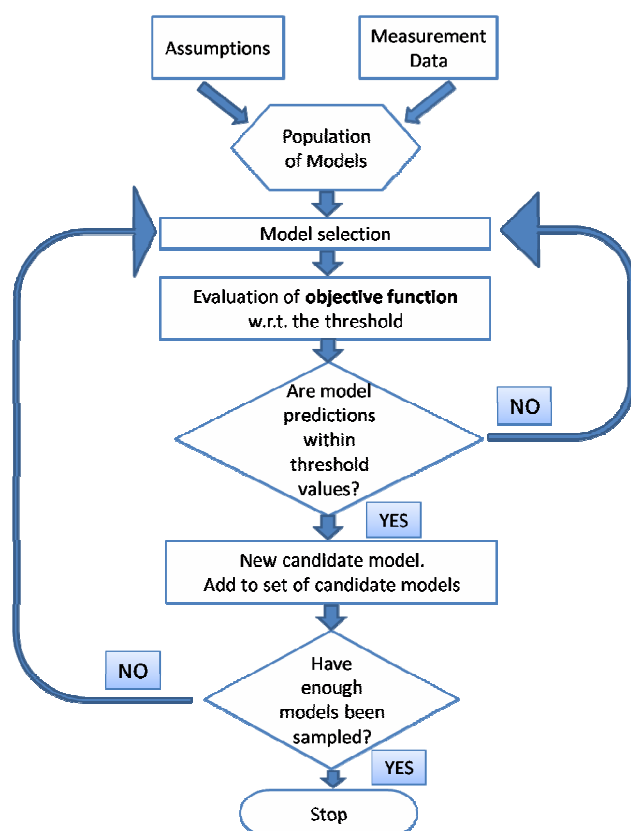 Assumptions
Measurement
Data
Population
of Models
Model selection
Evaluation of objective function
w.r.t. the threshold
Are model
predictions
within
threshold
values?
NO
YES
New candidate model.
Add to set of candidate models
NO
Have
enough
models been
sampled?
YES
Stop